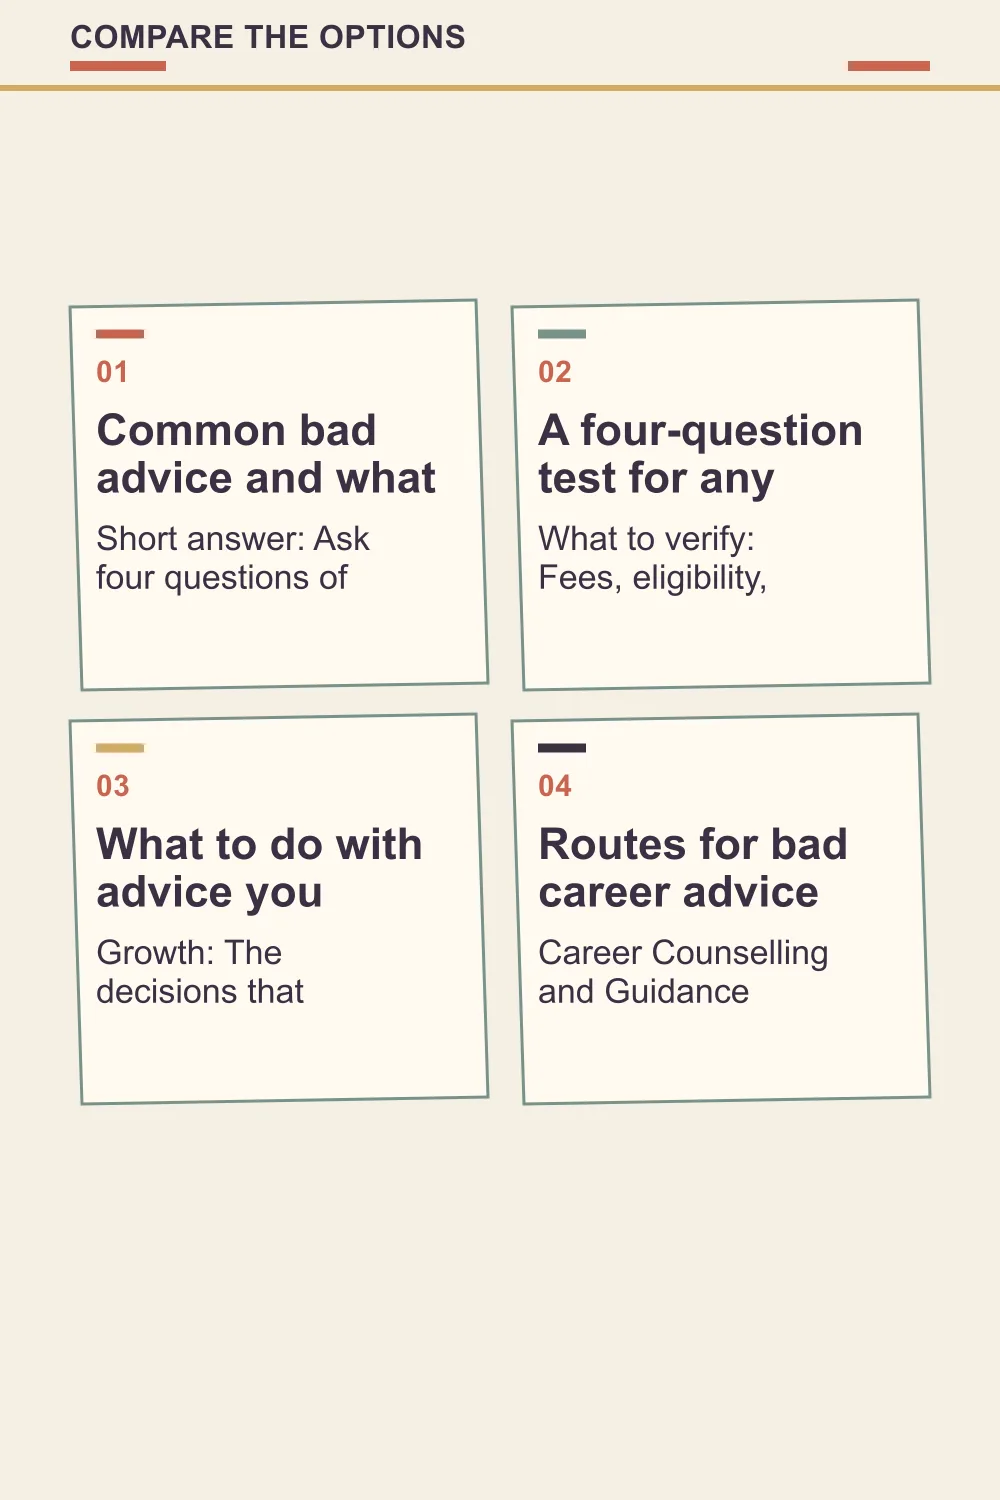 COMPARE THE OPTIONS
01
Common bad
advice and what
Short answer: Ask
four questions of
02
A four-question
test for any
What to verify:
Fees, eligibility,
03
What to do with
advice you
Growth: The
decisions that
04
Routes for bad
career advice
Career Counselling
and Guidance